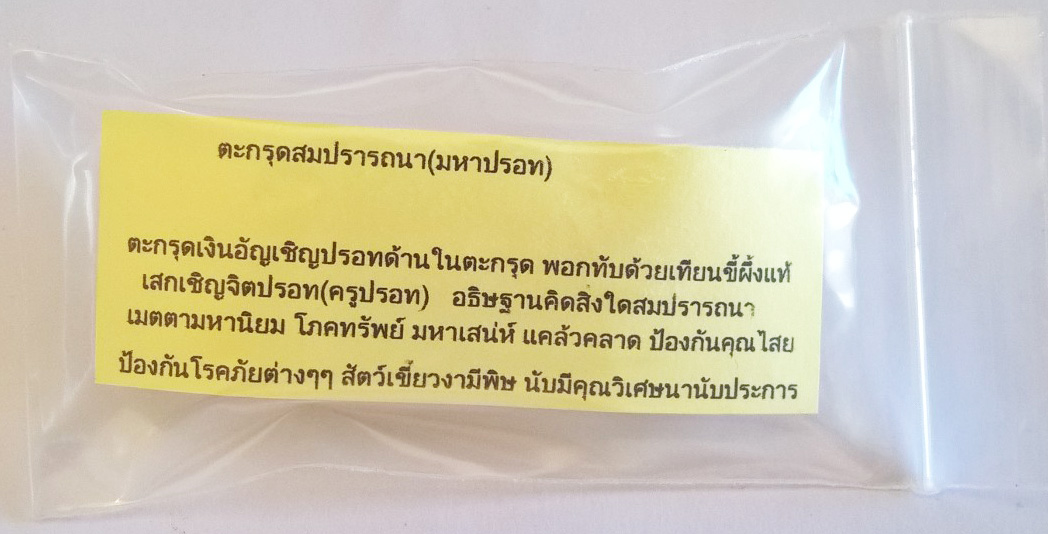 ตะกรุดสมปรารถนา(มหาปรอท)
ตะกรุดเงินอัญเชิญปรอทด้านในตะกรุด พอกทับด้วยเทียนขี้ผึ้งแท้
เสกเชิญจิตปรอท(ครูปรอท) อธิษฐานคิดสิ่งใดสมปรารถนา
เมตตามหานิยม โภคทรัพย์ มหาเสน่ห์ แคล้วคลาด ป้องกันคุณไสย
ป้องกันโรคภัยต่างๆๆ สัตว์เขี้ยวงามีพิษ นับมีคุณวิเศษนานับประการ